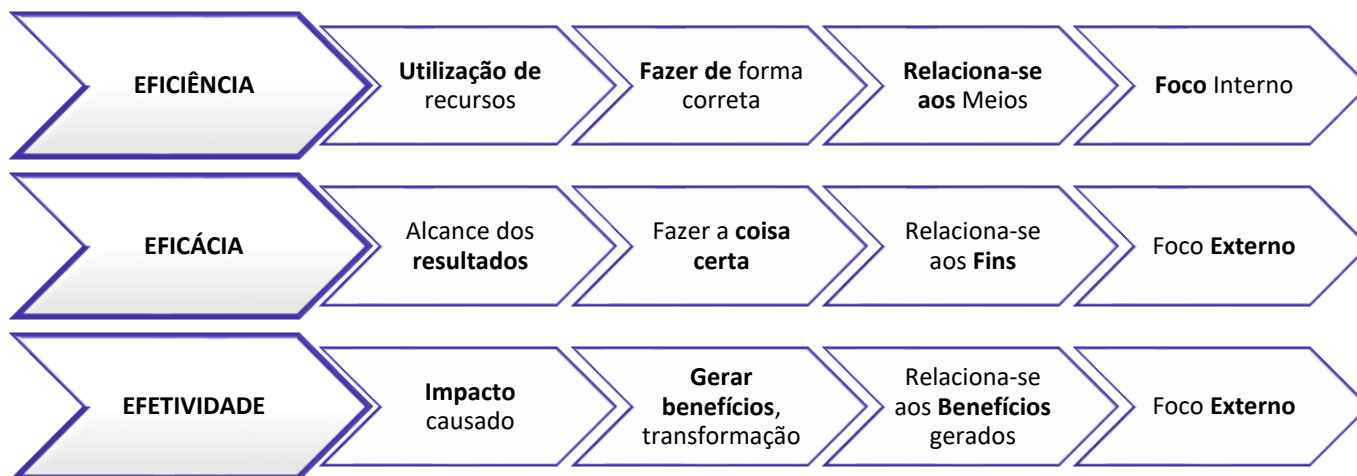 EFICIÊNCIA
Utilização de
recursos
Fazer de forma
correta
Relaciona-se
aos Meios
Foco Interno
EFICÁCIA
Alcance dos
resultados
Fazer a coisa
certa
Relaciona-se
aos Fins
Foco Externo
EFETIVIDADE
Impacto
causado
Gerar
benefícios,
transformação
Relaciona-se
aos Benefícios
gerados
Foco Externo